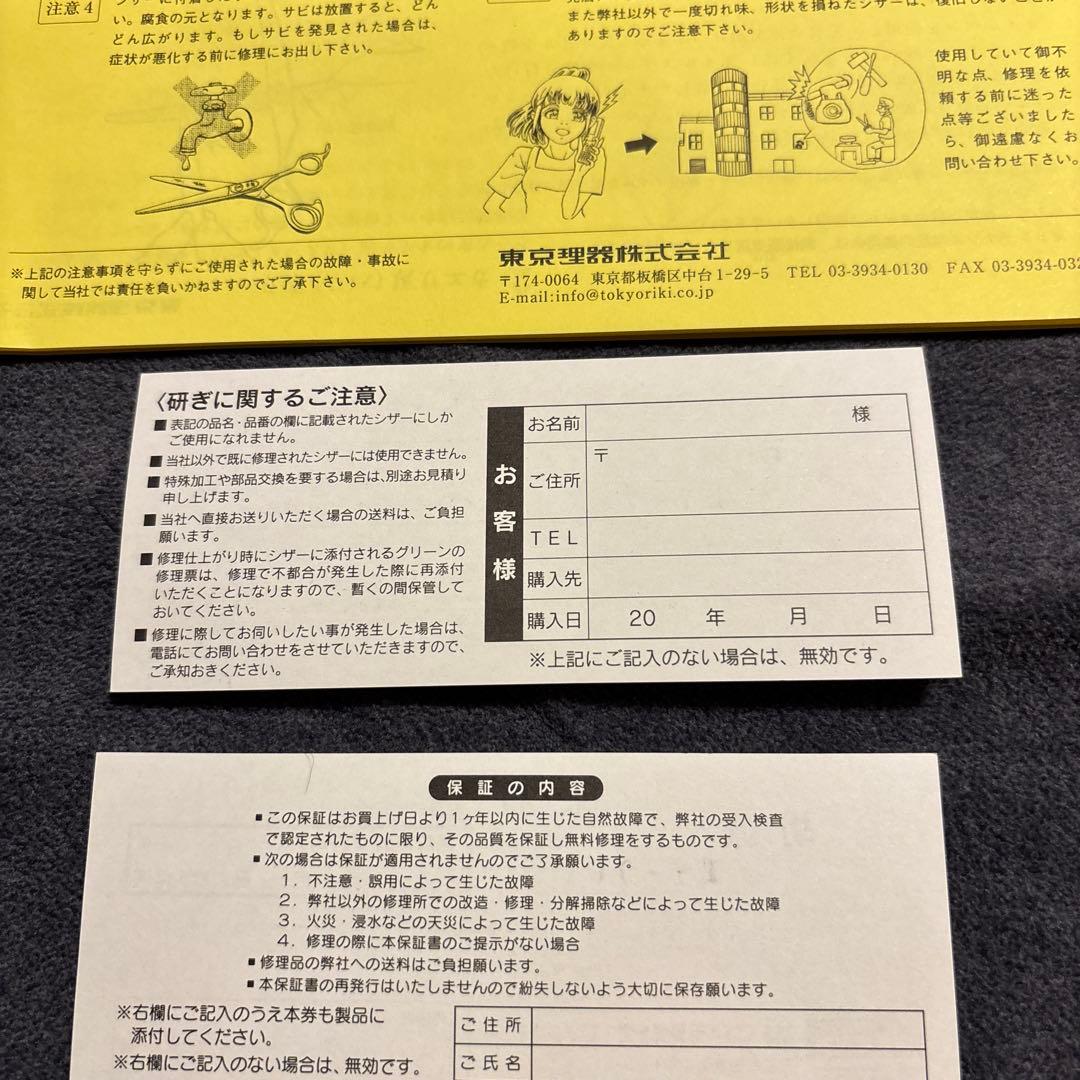 注意4
い。腐食の元となります。サビは放置すると、どん
どん広がります。もしサビを発見された場合は、
症状が悪化する前に修理にお出し下さい。
また弊社以外で一度切れ味、形状を損ねたシザーは、復旧しないことが
ありますのでご注意下さい。
使用していて御不
明な点、修理を依
頼する前に迷った
点等ございました
ら、御遠慮なくお
問い合わせ下さい。
※上記の注意事項を守らずにご使用された場合の故障・事故に
関して当社では責任を負いかねますのでご了承下さい。
東京理器株式会社
〒174-0064 東京都板橋区中台1-29-5 TEL 03-3934-0130 FAX 03-3934-032
E-mail:info@tokyoriki.co.jp
〈研ぎに関するご注意〉
■表記の品名・品番の欄に記載されたシザーにしか
ご使用になれません。
■当社以外で既に修理されたシザーには使用できません。
■特殊加工や部品交換を要する場合は、別途お見積り
申し上げます。
■当社へ直接お送りいただく場合の送料は、ご負担
願います。
■修理仕上がり時にシザーに添付されるグリーンの
修理票は、修理で不都合が発生した際に再添付
いただくことになりますので、暫くの間保管して
おいてください。
■修理に際してお伺いしたい事が発生した場合は、
電話にてお問い合わせをさせていただきますので、
ご承知おきください。
お客様
お名前 様
ご住所 〒
TEL
購入先
購入日 20 年 月 日
※上記にご記入のない場合は、無効です。
保証の内容
■この保証はお買上げ日より1ヶ年以内に生じた自然故障で、弊社の受入検査
で認定されたものに限り、その品質を保証し無料修理をするものです。
■次の場合は保証が適用されませんのでご了承願います。
1. 不注意・誤用によって生じた故障
2. 弊社以外の修理所での改造・修理・分解掃除などによって生じた故障
3. 火災・浸水などの天災によって生じた故障
4. 修理の際に本保証書のご提示がない場合
■修理品の弊社への送料はご負担願います。
■本保証書の再発行はいたしませんので紛失しないよう大切に保存願います。
※右欄にご記入のうえ本券も製品に
添付してください。
※右欄にご記入のない場合は、無効です。
ご住所
ご氏名